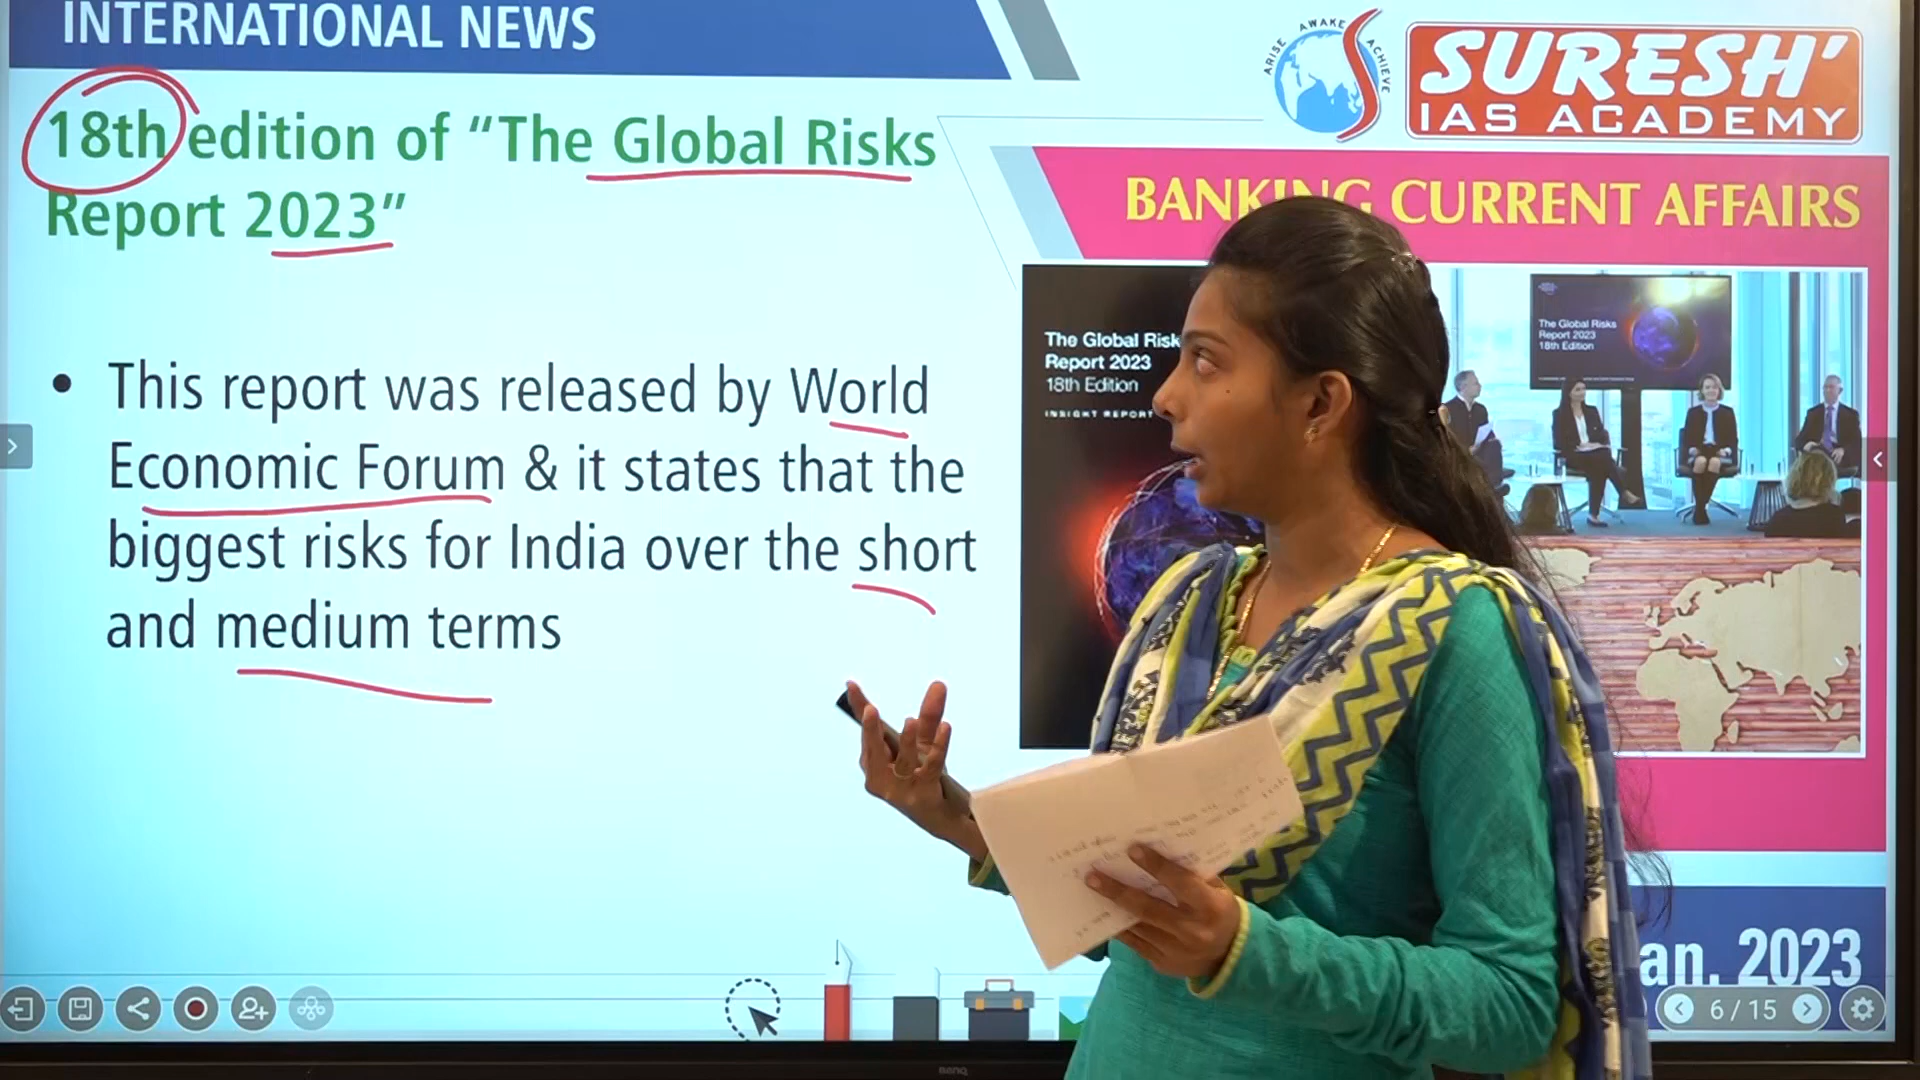 INTERNATIONAL NEWS
18th edition of “The Global Risks
Report 2023”
• This report was released by World
Economic Forum & it states that the
biggest risks for India over the short
and medium terms
ARISE AWAKE ACHIEVE
SURESH'
IAS ACADEMY
BANKING CURRENT AFFAIRS
The Global Risk
Report 2023
18th Edition
INSIGHT REPORT
The Global Risks
Report 2023
18th Edition
an. 2023
6 / 15
BenQ